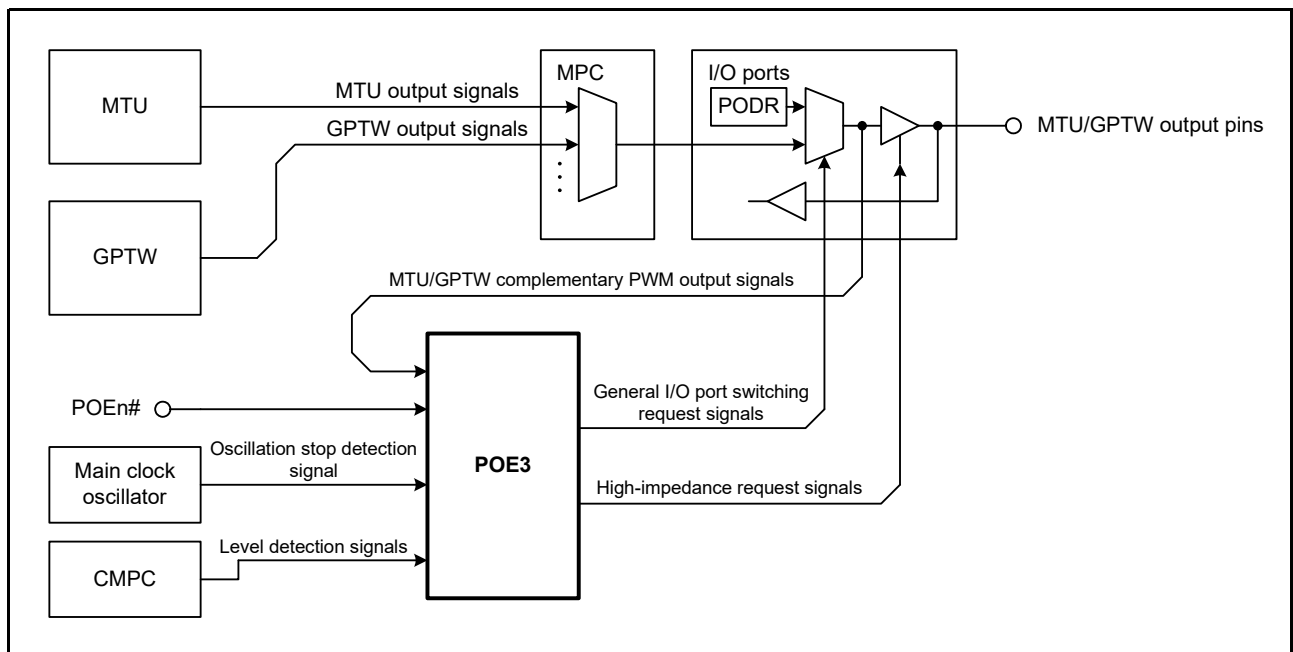 MTU
MTU output signals
GPTW output signals
MPC
I/O ports
PODR
MTU/GPTW output pins
GPTW
MTU/GPTW complementary PWM output signals
POEn#
Oscillation stop detection
signal
Main clock
oscillator
Level detection signals
CMPC
POE3
General I/O port switching
request signals
High-impedance request signals